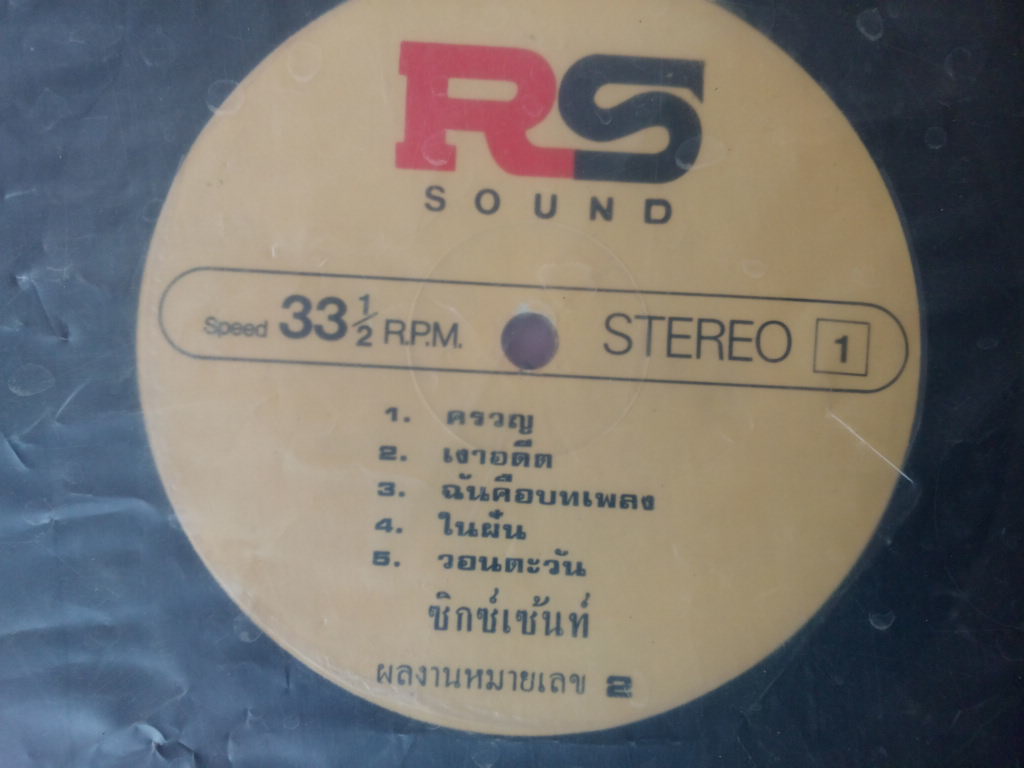 RS
SOUND
Speed 33 1/2 R.P.M. STEREO 1
1. ครวญ
2. เงาอดีต
3. ฉันคือบทเพลง
4. ในฝัน
5. วอนตะวัน
ซิกซ์เซ้นท์
ผลงานหมายเลข 2